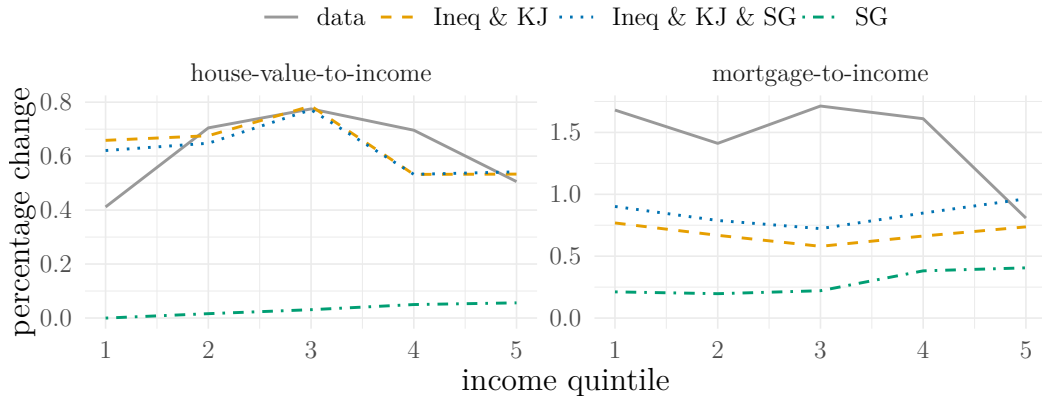 data Ineq & KJ Ineq & KJ & SG SG
house-value-to-income mortgage-to-income
percentage change
0.8
0.6
0.4
0.2
0.0
1.5
1.0
0.5
0.0
1 2 3 4 5
1 2 3 4 5
income quintile